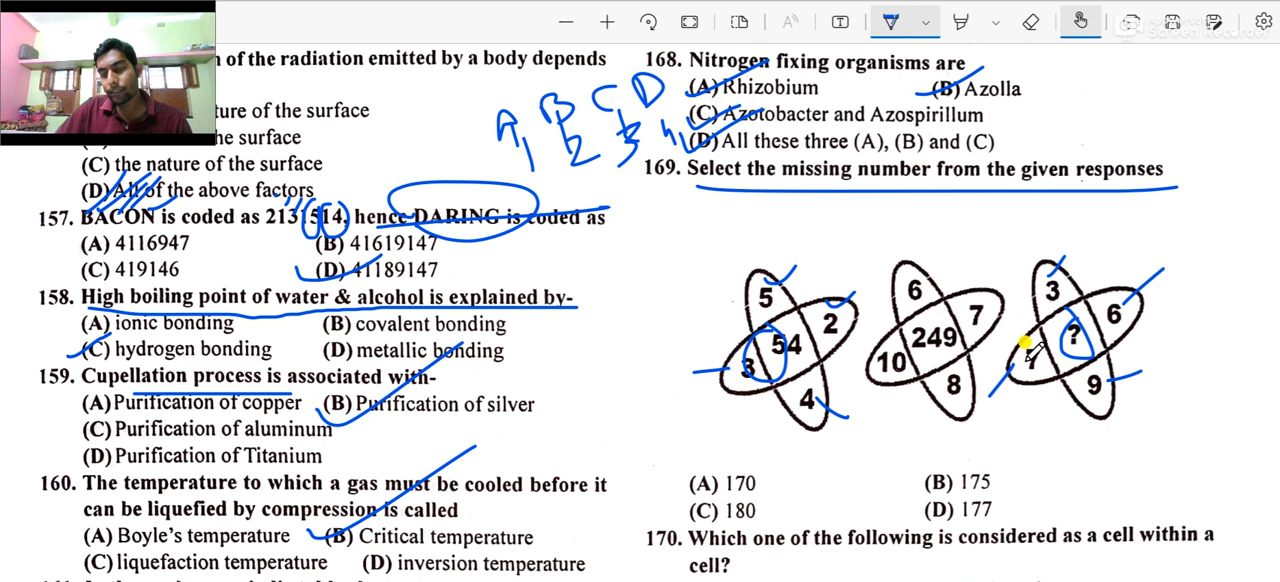 of the radiation emitted by a body depends
ture of the surface
he surface
(C) the nature of the surface
(D) All of the above factors
157. BACON is coded as 2131514, hence DARING is coded as
(A) 4116947 (B) 41619147
(C) 419146 (D) 41189147
158. High boiling point of water & alcohol is explained by-
(A) ionic bonding (B) covalent bonding
(C) hydrogen bonding (D) metallic bonding
159. Cupellation process is associated with-
(A) Purification of copper (B) Purification of silver
(C) Purification of aluminum
(D) Purification of Titanium
160. The temperature to which a gas must be cooled before it
can be liquefied by compression is called
(A) Boyle's temperature (B) Critical temperature
(C) liquefaction temperature (D) inversion temperature
A B C D
1 2 3 4
168. Nitrogen fixing organisms are
(A) Rhizobium (B) Azolla
(C) Azotobacter and Azospirillum
(D) All these three (A), (B) and (C)
169. Select the missing number from the given responses
5 2 54 3 4
6 7 249 10 8
3 6 ? 7 9
(A) 170 (B) 175
(C) 180 (D) 177
170. Which one of the following is considered as a cell within a
cell?
Screen Recorder